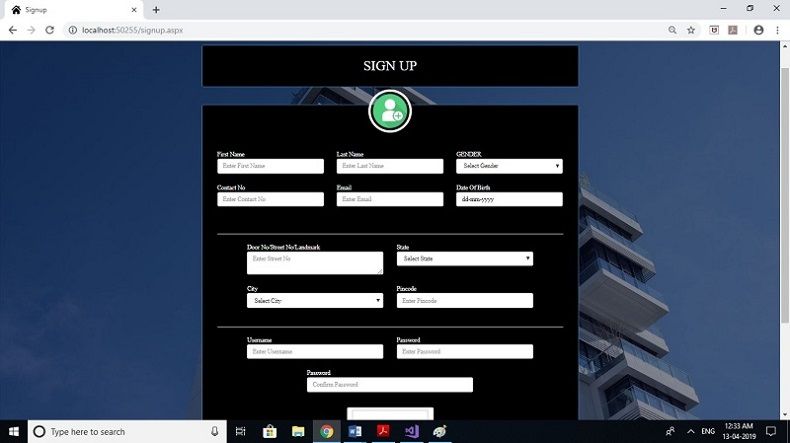 Signup
localhost:50255/signup.aspx
SIGN UP
First Name Last Name GENDER
Enter First Name Enter Last Name Select Gender
Contact No Email Date Of Birth
Enter Contact No Enter Email dd-mm-yyyy
Door No/Street No/Landmark State
Enter Street No Select State
City Pincode
Select City Enter Pincode
Username Password
Enter Username Enter Password
Password
Confirm Password
Type here to search ENG 12:33 AM
13-04-2019